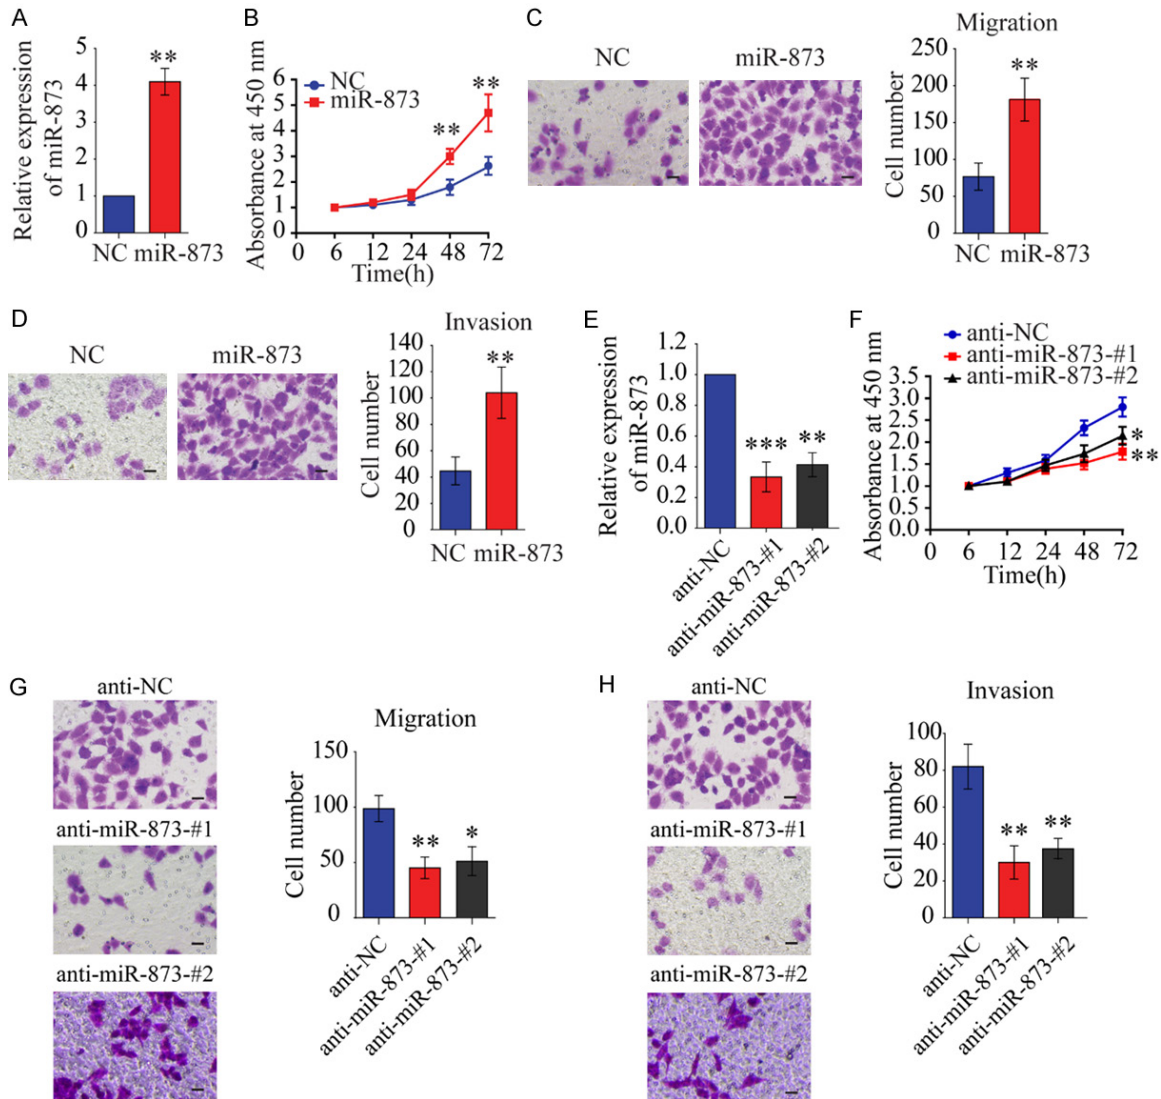 A
Relative expression
of miR-873
5
4
3
2
1
0
**
NC miR-873
B
Absorbance at 450 nm
6
5
4
3
2
1
0
NC
miR-873
**
**
0 6 12 24 48 72
Time(h)
C
NC miR-873
Migration
Cell number
250
200
150
100
50
0
**
NC miR-873
D
NC miR-873
Invasion
Cell number
140
120
100
80
60
40
20
0
**
NC miR-873
E
Relative expression
of miR-873
1.2
1.0
0.8
0.6
0.4
0.2
0.0
***
**
anti-NC
anti-miR-873-#1
anti-miR-873-#2
F
anti-NC
anti-miR-873-#1
anti-miR-873-#2
Absorbance at 450 nm
3.5
3.0
2.5
2.0
1.5
1.0
0.5
0.0
*
**
0 6 12 24 48 72
Time(h)
G
anti-NC
anti-miR-873-#1
anti-miR-873-#2
Migration
Cell number
150
100
50
0
**
*
anti-NC
anti-miR-873-#1
anti-miR-873-#2
H
anti-NC
anti-miR-873-#1
anti-miR-873-#2
Invasion
Cell number
100
80
60
40
20
0
**
**
anti-NC
anti-miR-873-#1
anti-miR-873-#2